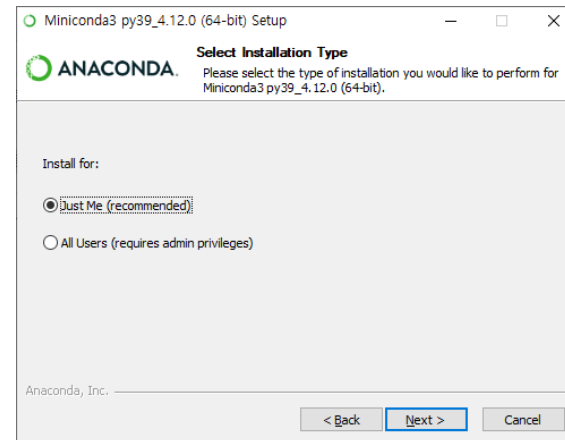 Miniconda3 py39_4.12.0 (64-bit) Setup
ANACONDA.
Select Installation Type
Please select the type of installation you would like to perform for
Miniconda3 py39_4.12.0 (64-bit).
Install for:
Just Me (recommended)
All Users (requires admin privileges)
Anaconda, Inc.
< Back
Next >
Cancel